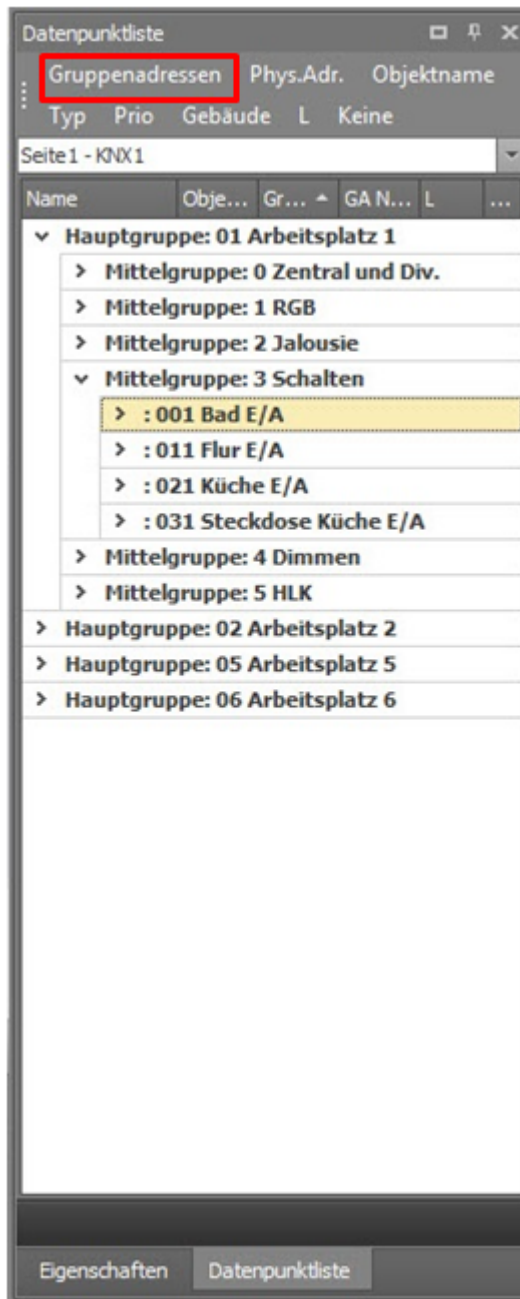 Datenpunktliste
Gruppenadressen Phys.Adr. Objektname
Typ Prio Gebäude L Keine
Seite1 - KNX1
Name Obje... Gr... GA N... L ...
Hauptgruppe: 01 Arbeitsplatz 1
Mittelgruppe: 0 Zentral und Div.
Mittelgruppe: 1 RGB
Mittelgruppe: 2 Jalousie
Mittelgruppe: 3 Schalten
: 001 Bad E/A
: 011 Flur E/A
: 021 Küche E/A
: 031 Steckdose Küche E/A
Mittelgruppe: 4 Dimmen
Mittelgruppe: 5 HLK
Hauptgruppe: 02 Arbeitsplatz 2
Hauptgruppe: 05 Arbeitsplatz 5
Hauptgruppe: 06 Arbeitsplatz 6
Eigenschaften Datenpunktliste